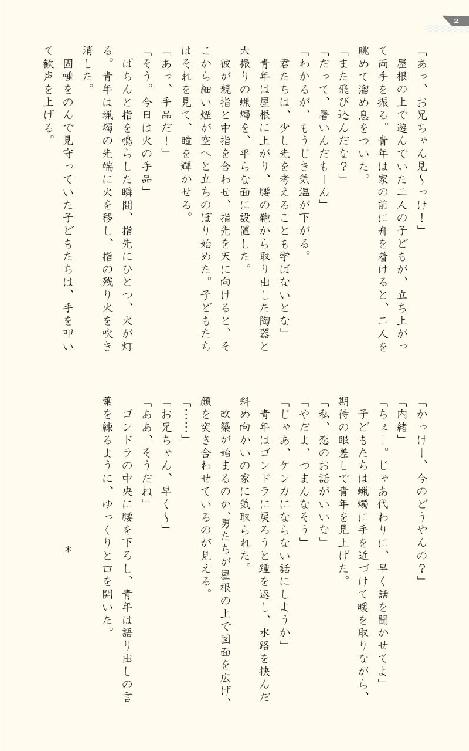 2
「あっ、お兄ちゃん見～っけ！」
屋根の上で遊んでいた二人の子どもが、立ち上がっ
て両手を振る。青年は家の前に舟を着けると、二人を
眺めて溜め息をついた。
「また飛び込んだな？」
「だって、暑いんだもーん」
「わかるが、もうじき気温が下がる。
君たちは、少し先を考えることも学ばないとな」
青年は屋根に上がり、腰の鞄から取り出した陶器と
大振りの蝋燭を、平らな面に設置した。
彼が親指と中指を合わせ、指先を天に向けると、そ
こから細い煙が空へと立ちのぼり始めた。子どもたち
はそれを見て、瞳を輝かせる。
「あっ、手品だ！」
「そう。今日は火の手品」
ぱちんと指を鳴らした瞬間、指先にひとつ、火が灯
る。青年は蝋燭の先端に火を移し、指の残り火を吹き
消した。
固唾をのんで見守っていた子どもたちは、手を叩い
て歓声を上げる。
「かっけー、今のどうやんの？」
「内緒」
「ちぇー。じゃあ代わりに、早く話を聞かせてよ」
子どもたちは蝋燭に手を近づけて暖を取りながら、
期待の眼差しで青年を見上げた。
「私、恋のお話がいいな」
「やだよ、つまんなそう」
「じゃあ、ケンカにならない話にしようか」
青年はゴンドラに戻ろうと踵を返し、水路を挟んだ
斜め向かいの家に気取られた。
改築が始まるのか、男たちが屋根の上で図面を広げ、
顔を突き合わせているのが見える。
「……」
「お兄ちゃん、早く～」
「ああ、そうだね」
ゴンドラの中央に腰を下ろし、青年は語り出しの言
葉を練るように、ゆっくりと口を開いた。
＊